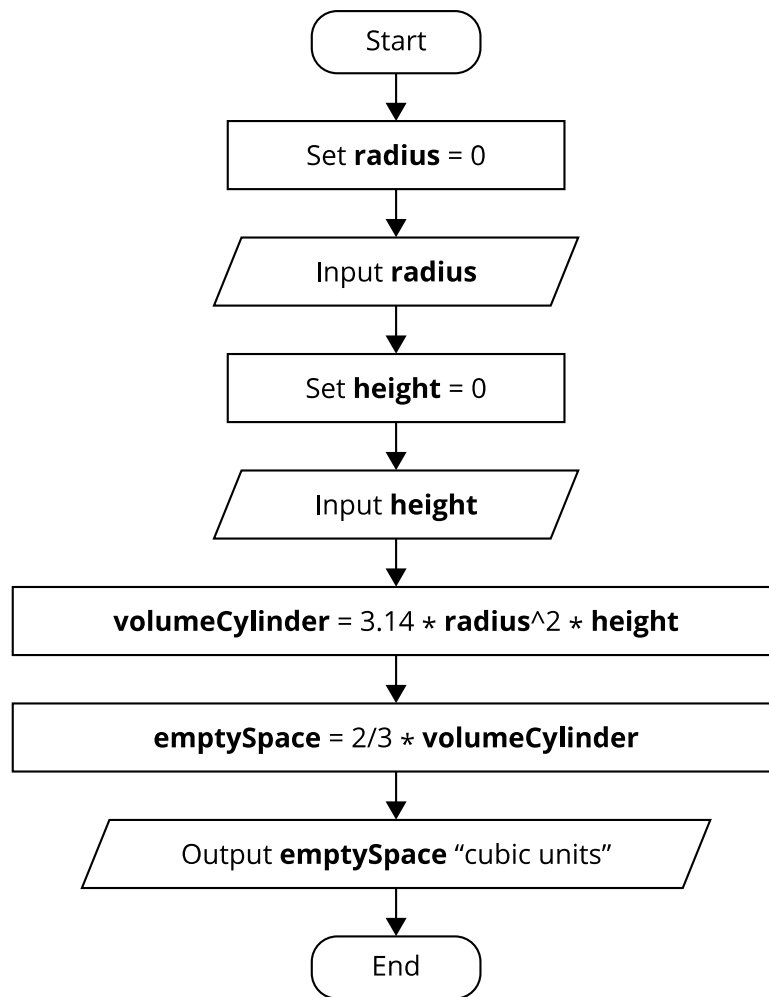 Start
Set radius = 0
Input radius
Set height = 0
Input height
volumeCylinder = 3.14 * radius^2 * height
emptySpace = 2/3 * volumeCylinder
Output emptySpace “cubic units”
End